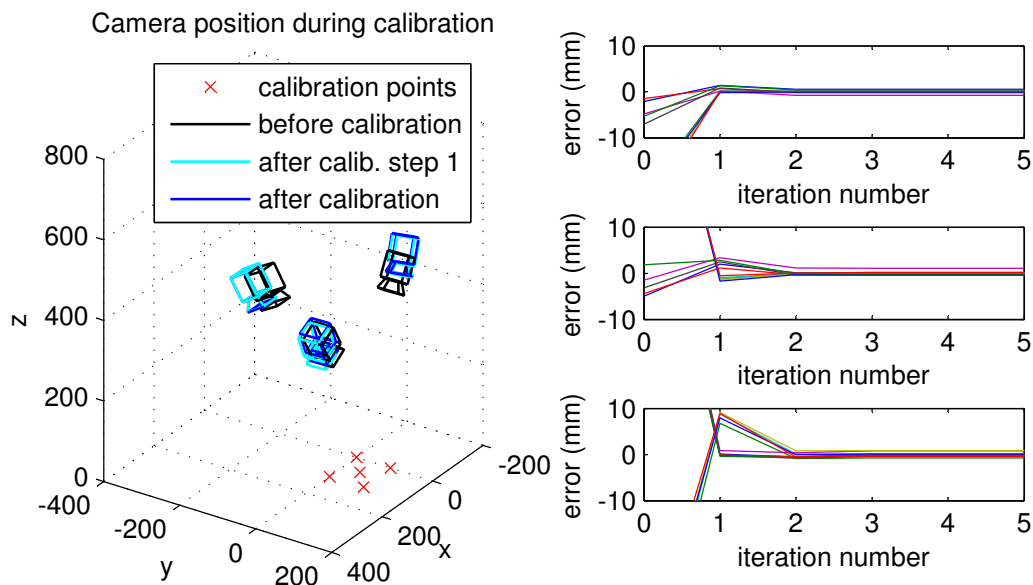 Camera position during calibration
calibration points
before calibration
after calib. step 1
after calibration
800
600
400
200
0
z
-400
-200
0
200
y
400
200
0
-200
x
10
0
-10
error (mm)
0 1 2 3 4 5
iteration number
10
0
-10
error (mm)
0 1 2 3 4 5
iteration number
10
0
-10
error (mm)
0 1 2 3 4 5
iteration number